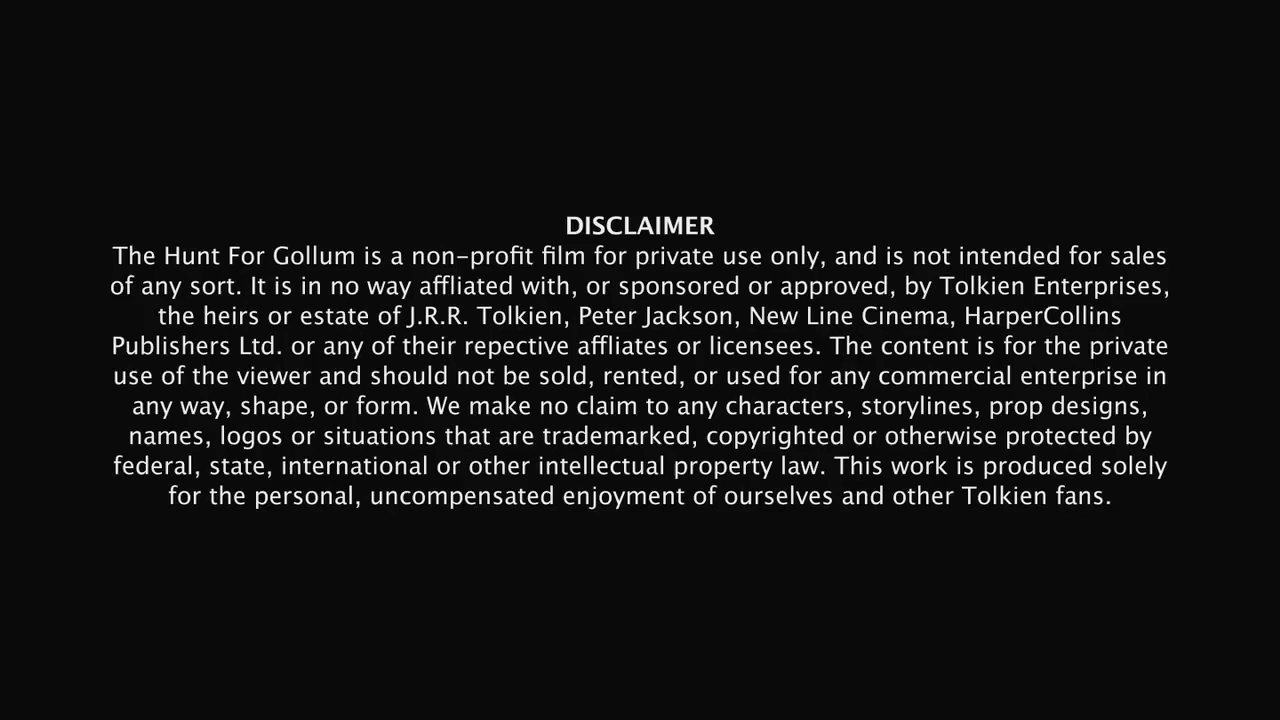 DISCLAIMER
The Hunt For Gollum is a non-profit film for private use only, and is not intended for sales
of any sort. It is in no way affliated with, or sponsored or approved, by Tolkien Enterprises,
the heirs or estate of J.R.R. Tolkien, Peter Jackson, New Line Cinema, HarperCollins
Publishers Ltd. or any of their repective affliates or licensees. The content is for the private
use of the viewer and should not be sold, rented, or used for any commercial enterprise in
any way, shape, or form. We make no claim to any characters, storylines, prop designs,
names, logos or situations that are trademarked, copyrighted or otherwise protected by
federal, state, international or other intellectual property law. This work is produced solely
for the personal, uncompensated enjoyment of ourselves and other Tolkien fans.